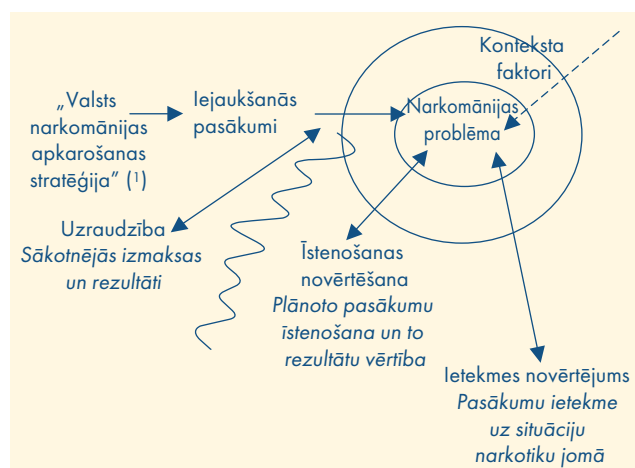 Konteksta
faktori
„Valsts
narkomānijas
apkarošanas
stratēģija” (1)
Iejaukšanās
pasākumi
Narkomānijas
problēma
Uzraudzība
Sākotnējās izmaksas
un rezultāti
Īstenošanas
novērtēšana
Plānoto pasākumu
īstenošana un to
rezultātu vērtība
Ietekmes novērtējums
Pasākumu ietekme
uz situāciju
narkotiku jomā